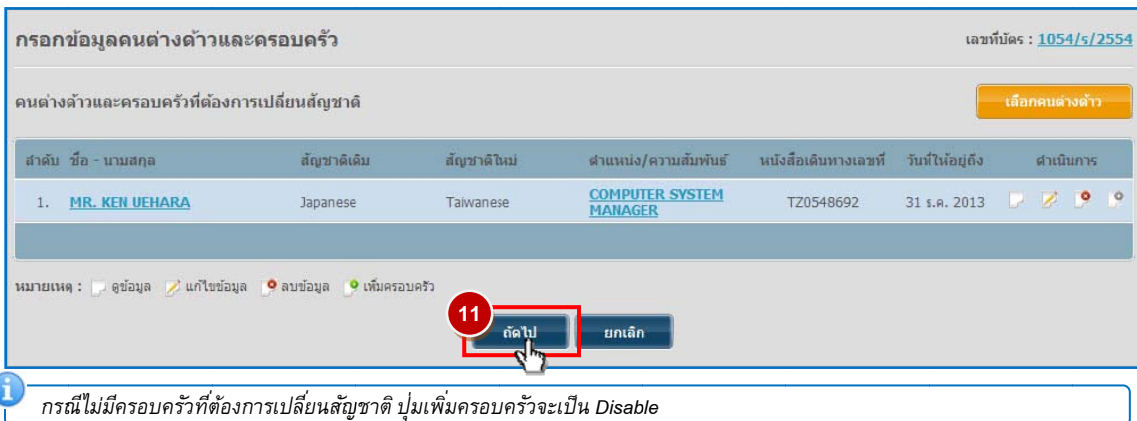 กรอกข้อมูลคนต่างด้าวและครอบครัว
เลขที่บัตร : 1054/ร/2554
คนต่างด้าวและครอบครัวที่ต้องการเปลี่ยนสัญชาติ
เลือกคนต่างด้าว
ลำดับ ชื่อ - นามสกุล สัญชาติเดิม สัญชาติใหม่ ตำแหน่ง/ความสัมพันธ์ หนังสือเดินทางเลขที่ วันที่ให้อยู่ถึง ดำเนินการ
1. MR. KEN UEHARA Japanese Taiwanese COMPUTER SYSTEM MANAGER TZ0548692 31 ธ.ค. 2013
หมายเหตุ : ดูข้อมูล แก้ไขข้อมูล ลบข้อมูล เพิ่มครอบครัว
11
ถัดไป ยกเลิก
กรณีไม่มีครอบครัวที่ต้องการเปลี่ยนสัญชาติ ปุ่มเพิ่มครอบครัวจะเป็น Disable